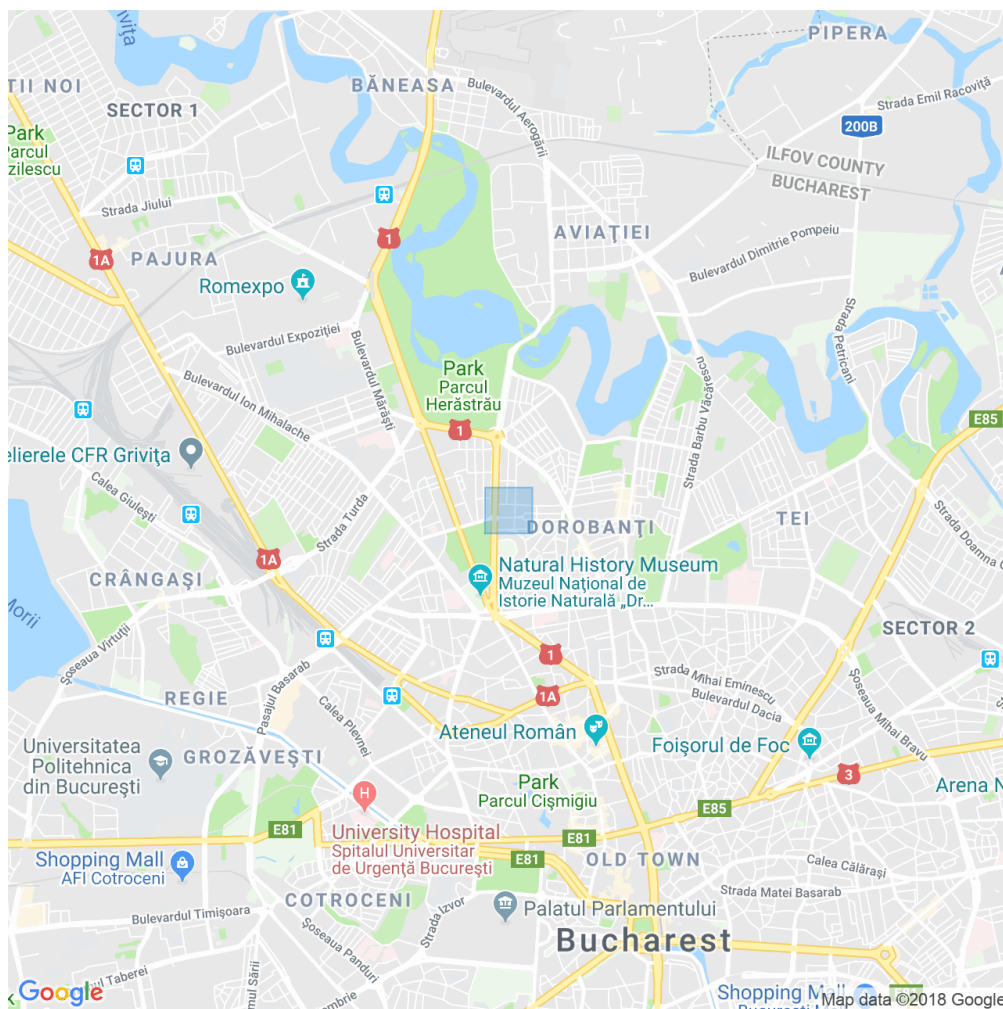 PIPERA
BĂNEASA
SECTOR 1
Bulevardul Aerogării
Strada Emil Racoviță
200B
ILFOV COUNTY
BUCHAREST
Park
Strada Jiului
1
AVIAȚIEI
Bulevardul Dimitrie Pompeiu
1A
PAJURA
Romexpo
Bulevardul Expoziției
Bulevardul Mărăști
Strada Petricani
Park
Parcul
Herăstrău
Strada Barbu Văcărescu
Bulevardul Ion Mihalache
E85
1
CFR Grivița
Calea Giulești
Strada Turda
DOROBANȚI
TEI
Strada Doamna
1A
CRÂNGAȘI
Natural History Museum
Muzeul Național de
Istorie Naturală „Dr...
Morii
Șoseaua Virtuții
SECTOR 2
1
Strada Mihai Eminescu
REGIE
Pasajul Basarab
1A
Bulevardul Dacia
Șoseaua Mihai Bravu
Calea Plevnei
Ateneul Român
Foișorul de Foc
Universitatea
Politehnica
din București
GROZĂVEȘTI
3
Park
Parcul Cișmigiu
Arena
H
E85
E81
University Hospital
Spitalul Universitar
de Urgență București
E81
OLD TOWN
Shopping Mall
AFI Cotroceni
Calea Călărași
Strada Matei Basarab
COTROCENI
Bulevardul Timișoara
Șoseaua Panduri
Strada Izvor
Palatul Parlamentului
Bucharest
Google
Taberei
Shopping Mall
Map data ©2018 Google